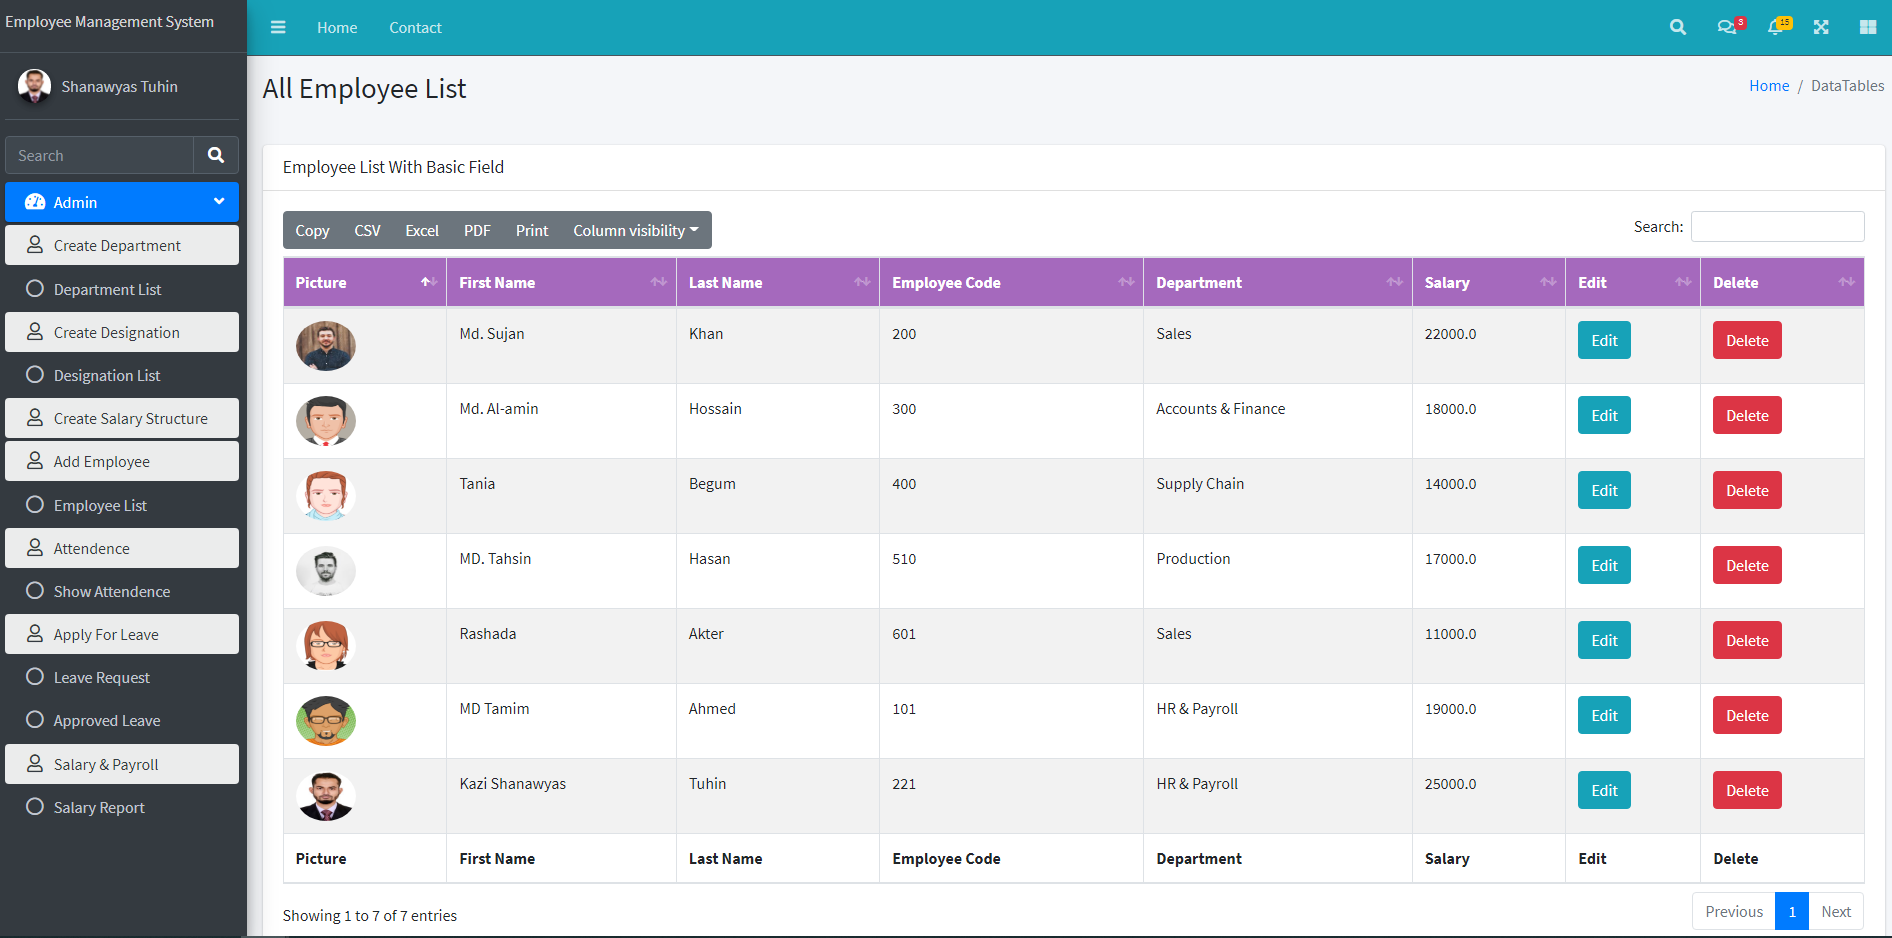 Employee Management System
Home Contact
3 15
Shanawyas Tuhin
All Employee List
Home / DataTables
Search
Admin
Create Department
Department List
Create Designation
Designation List
Create Salary Structure
Add Employee
Employee List
Attendence
Show Attendence
Apply For Leave
Leave Request
Approved Leave
Salary & Payroll
Salary Report
Employee List With Basic Field
Copy CSV Excel PDF Print Column visibility
Search:
Picture First Name Last Name Employee Code Department Salary Edit Delete
Md. Sujan Khan 200 Sales 22000.0 Edit Delete
Md. Al-amin Hossain 300 Accounts & Finance 18000.0 Edit Delete
Tania Begum 400 Supply Chain 14000.0 Edit Delete
MD. Tahsin Hasan 510 Production 17000.0 Edit Delete
Rashada Akter 601 Sales 11000.0 Edit Delete
MD Tamim Ahmed 101 HR & Payroll 19000.0 Edit Delete
Kazi Shanawyas Tuhin 221 HR & Payroll 25000.0 Edit Delete
Picture First Name Last Name Employee Code Department Salary Edit Delete
Showing 1 to 7 of 7 entries
Previous 1 Next